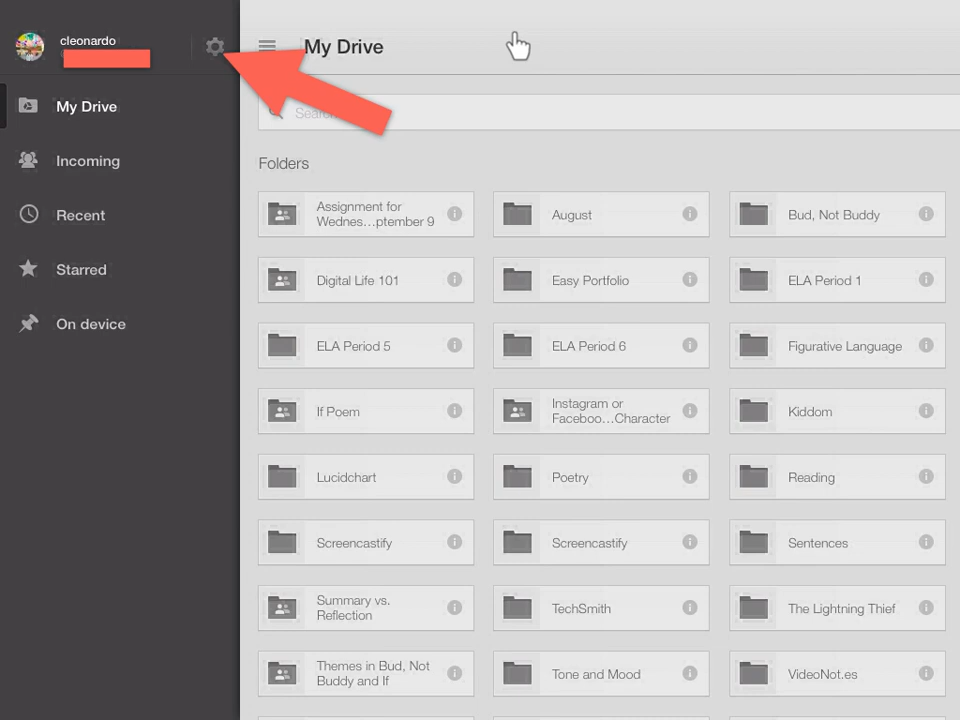 cleonardo
My Drive
My Drive
Incoming
Recent
Starred
On device
Search
Folders
Assignment for
Wednes...ptember 9
August
Bud, Not Buddy
Digital Life 101
Easy Portfolio
ELA Period 1
ELA Period 5
ELA Period 6
Figurative Language
If Poem
Instagram or
Faceboo...Character
Kiddom
Lucidchart
Poetry
Reading
Screencastify
Screencastify
Sentences
Summary vs.
Reflection
TechSmith
The Lightning Thief
Themes in Bud, Not
Buddy and If
Tone and Mood
VideoNot.es